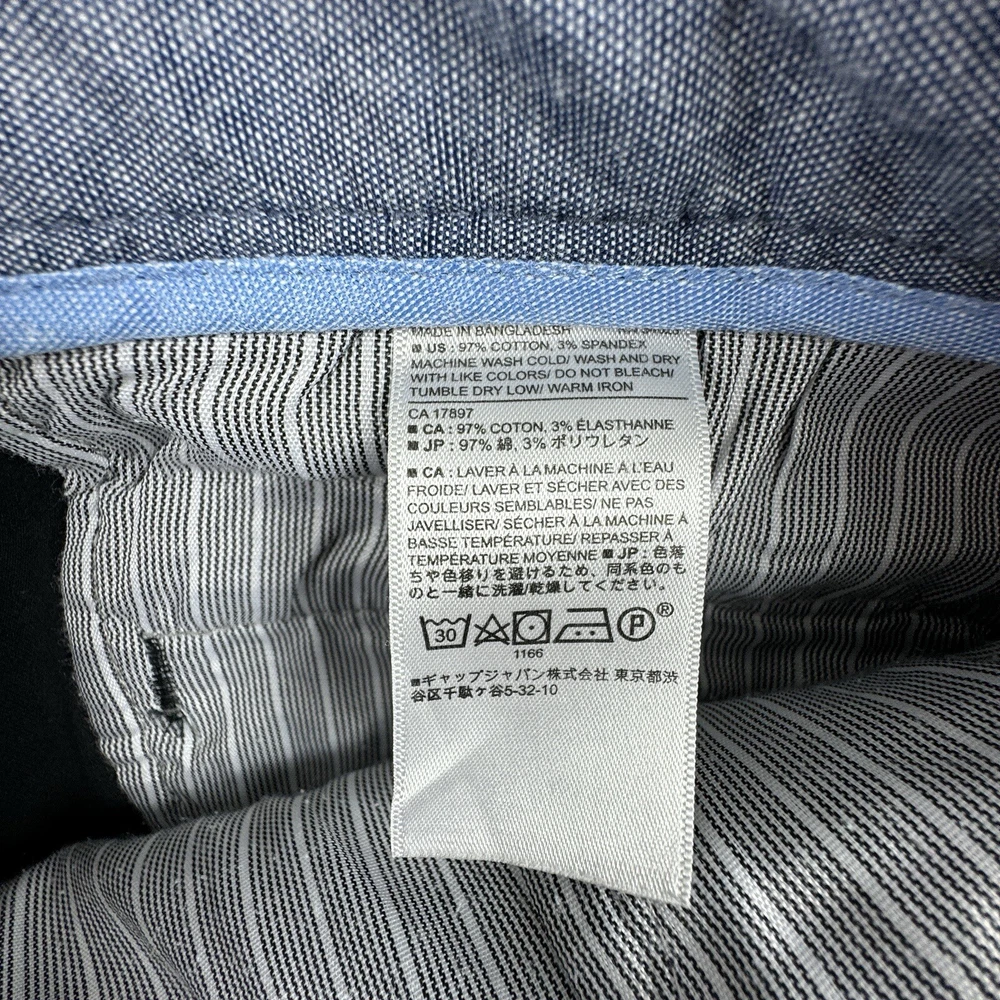 MADE IN BANGLADESH
US : 97% COTTON, 3% SPANDEX
MACHINE WASH COLD/ WASH AND DRY
WITH LIKE COLORS/ DO NOT BLEACH/
TUMBLE DRY LOW/ WARM IRON
CA 17897
■ CA : 97% COTON, 3% ÉLASTHANNE
■ JP : 97% 綿, 3% ポリウレタン
■ CA : LAVER À LA MACHINE À L'EAU
FROIDE/ LAVER ET SÉCHER AVEC DES
COULEURS SEMBLABLES/ NE PAS
JAVELLISER/ SÉCHER À LA MACHINE À
BASSE TEMPÉRATURE/ REPASSER À
TEMPÉRATURE MOYENNE ■ JP : 色落
ちや色移りを避けるため、同系色のも
のと一緒に洗濯/乾燥してください。
30 P ®
1166
■ギャップジャパン株式会社 東京都渋
谷区千駄ヶ谷5-32-10